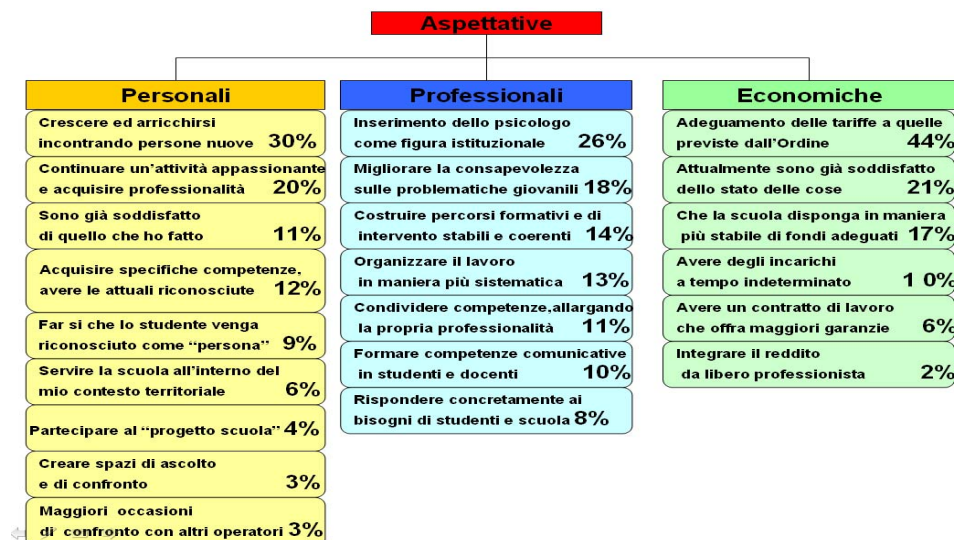 Aspettative
Personali
Crescere ed arricchirsi
incontrando persone nuove 30%
Continuare un'attività appassionante
e acquisire professionalità 20%
Sono già soddisfatto
di quello che ho fatto 11%
Acquisire specifiche competenze,
avere le attuali riconosciute 12%
Far si che lo studente venga
riconosciuto come “persona” 9%
Servire la scuola all'interno del
mio contesto territoriale 6%
Partecipare al “progetto scuola” 4%
Creare spazi di ascolto
e di confronto 3%
Maggiori occasioni
di confronto con altri operatori 3%
Professionali
Inserimento dello psicologo
come figura istituzionale 26%
Migliorare la consapevolezza
sulle problematiche giovanili 18%
Costruire percorsi formativi e di
intervento stabili e coerenti 14%
Organizzare il lavoro
in maniera più sistematica 13%
Condividere competenze,allargando
la propria professionalità 11%
Formare competenze comunicative
in studenti e docenti 10%
Rispondere concretamente ai
bisogni di studenti e scuola 8%
Economiche
Adeguamento delle tariffe a quelle
previste dall'Ordine 44%
Attualmente sono già soddisfatto
dello stato delle cose 21%
Che la scuola disponga in maniera
più stabile di fondi adeguati 17%
Avere degli incarichi
a tempo indeterminato 1 0%
Avere un contratto di lavoro
che offra maggiori garanzie 6%
Integrare il reddito
da libero professionista 2%